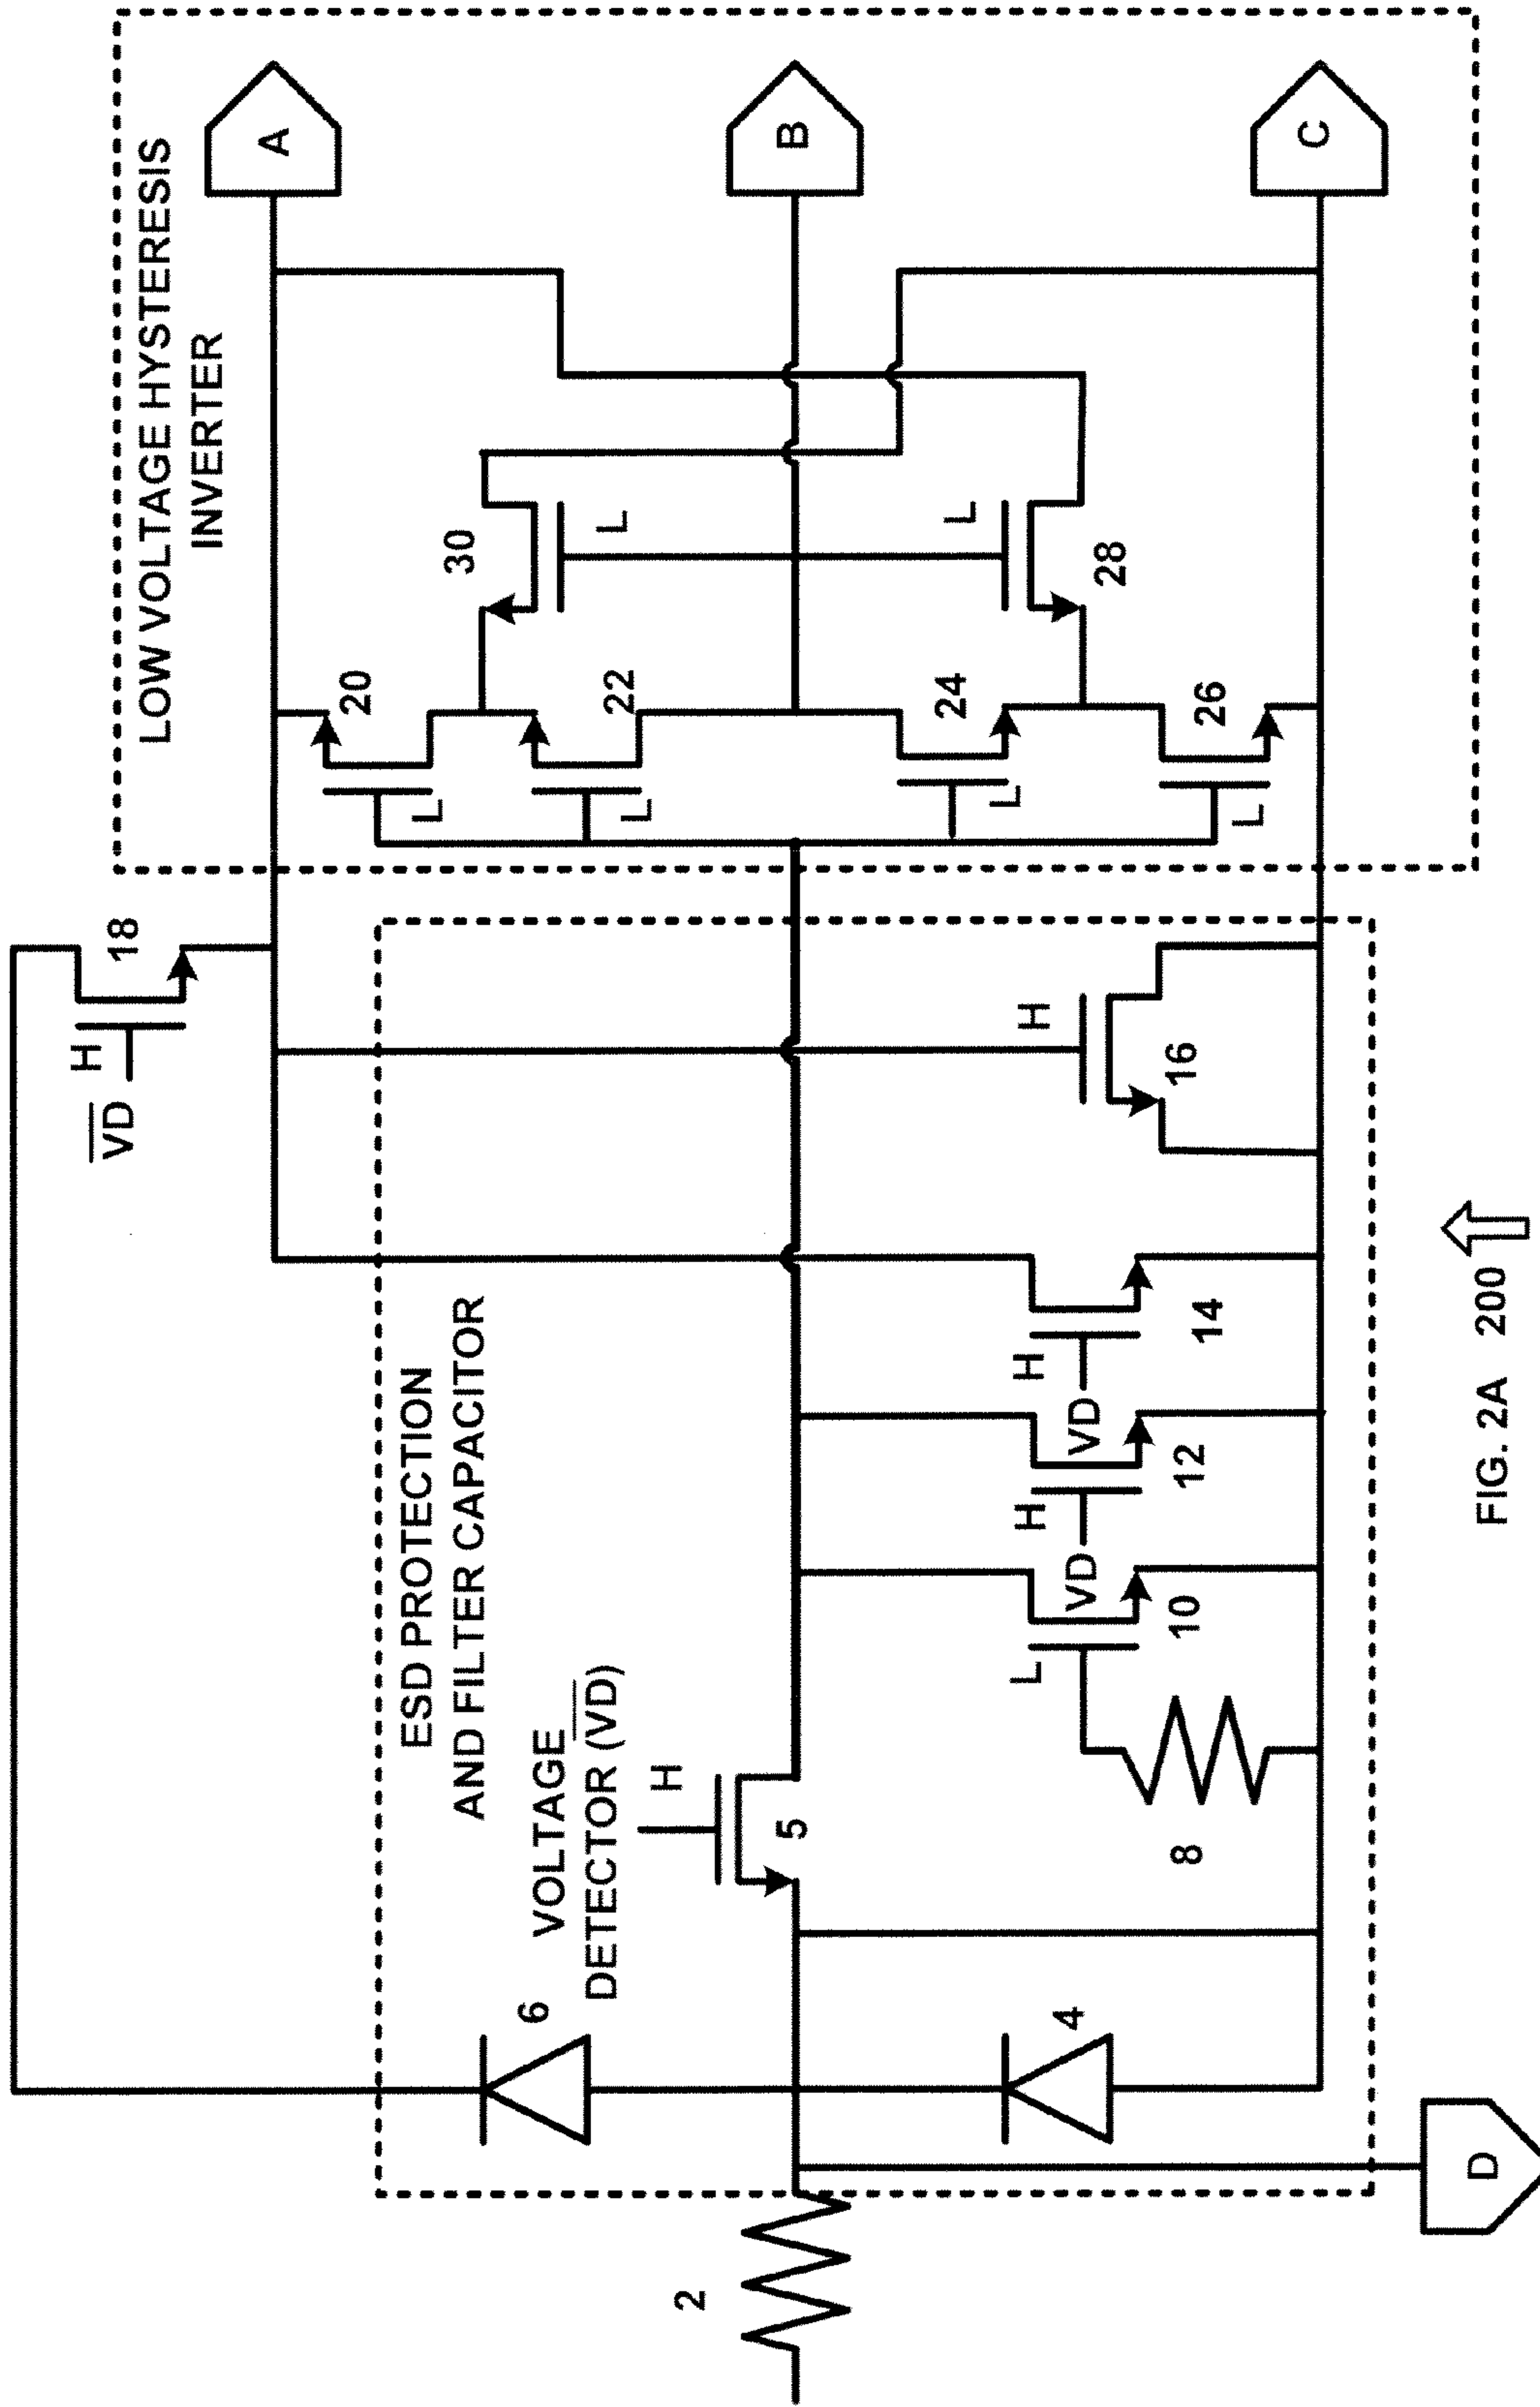 LOW VOLTAGE HYSTERESIS
INVERTER
A
B
C
D
18
H
V̅D̅
20
L
22
L
24
L
26
L
30
L
28
L
ESD PROTECTION
AND FILTER CAPACITOR
VOLTAGE
DETECTOR (V̅D̅)
H
5
6
4
2
8
L
10
H
VD
12
H
VD
14
H
16
FIG. 2A 200